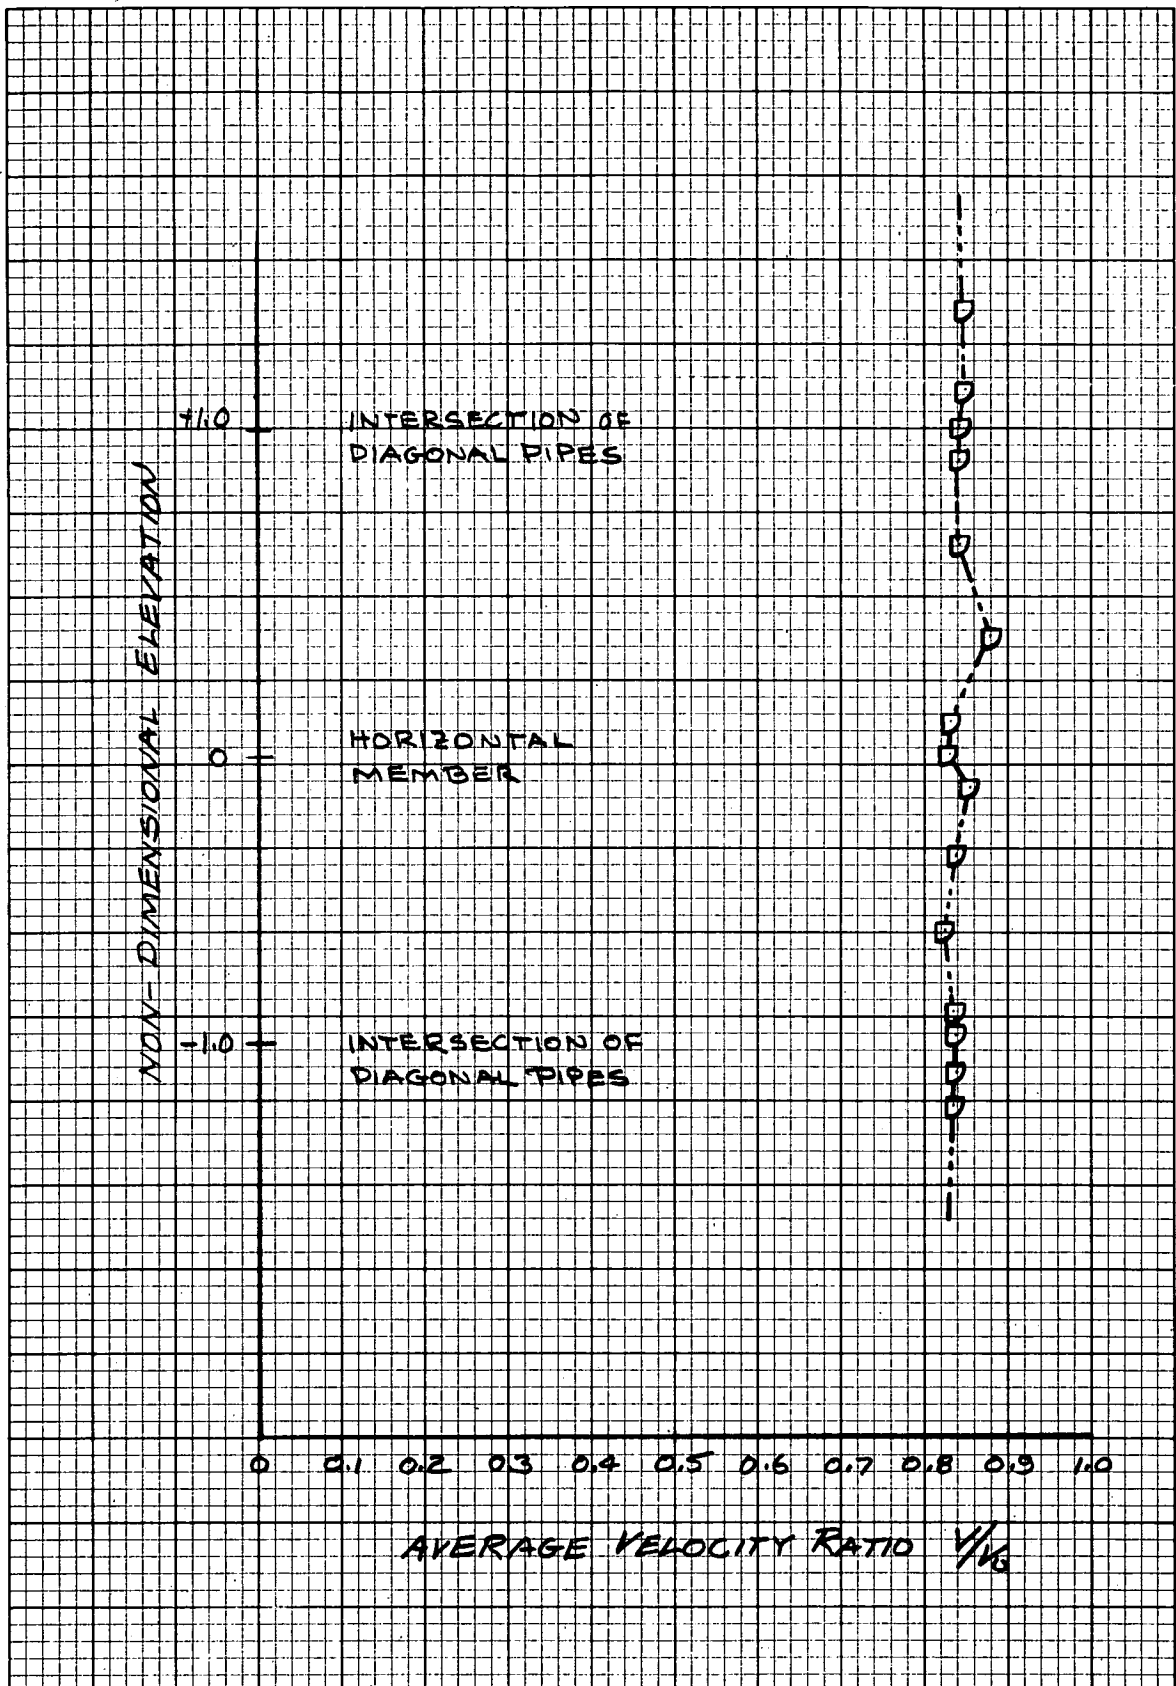 +1.0
INTERSECTION OF
DIAGONAL PIPES
NON-DIMENSIONAL ELEVATION
0
HORIZONTAL
MEMBER
-1.0
INTERSECTION OF
DIAGONAL PIPES
0 0.1 0.2 0.3 0.4 0.5 0.6 0.7 0.8 0.9 1.0
AVERAGE VELOCITY RATIO V/V₀